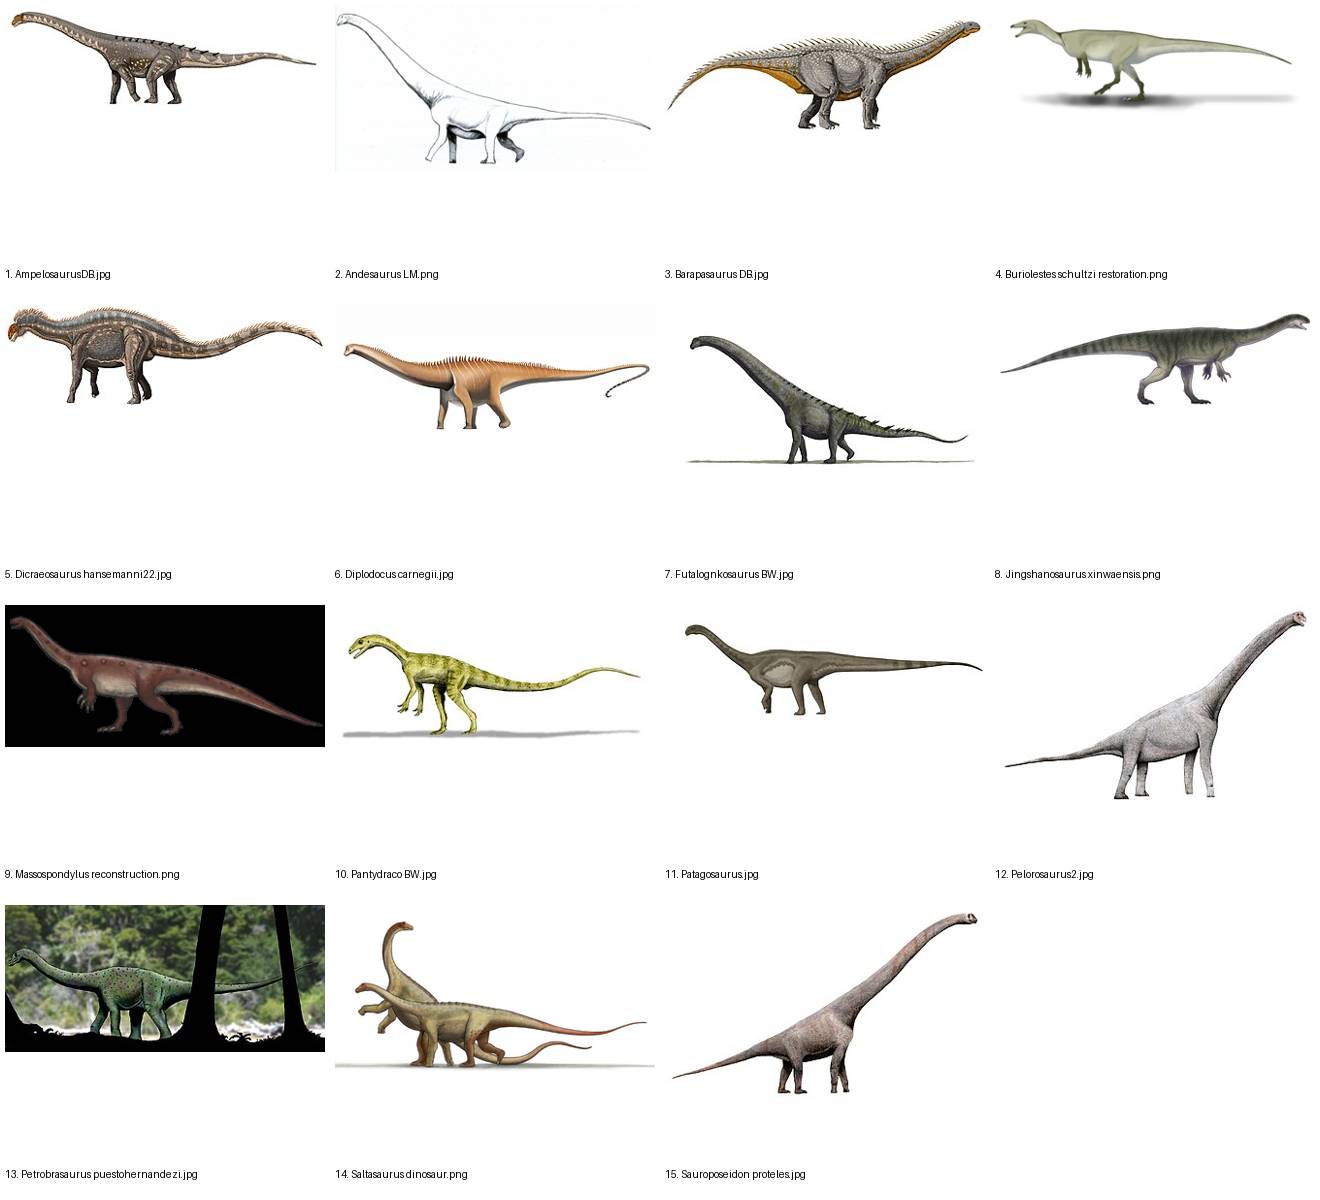 1. AmpelosaurusDB.jpg
2. Andesaurus LM.png
3. Barapasaurus DB.jpg
4. Buriolestes schultzi restoration.png
5. Dicraeosaurus hansemanni22.jpg
6. Diplodocus carnegii.jpg
7. Futalognkosaurus BW.jpg
8. Jingshanosaurus xinwaensis.png
9. Massospondylus reconstruction.png
10. Pantydraco BW.jpg
11. Patagosaurus.jpg
12. Pelorosaurus2.jpg
13. Petrobrasaurus puestohernandezi.jpg
14. Saltasaurus dinosaur.png
15. Sauroposeidon proteles.jpg